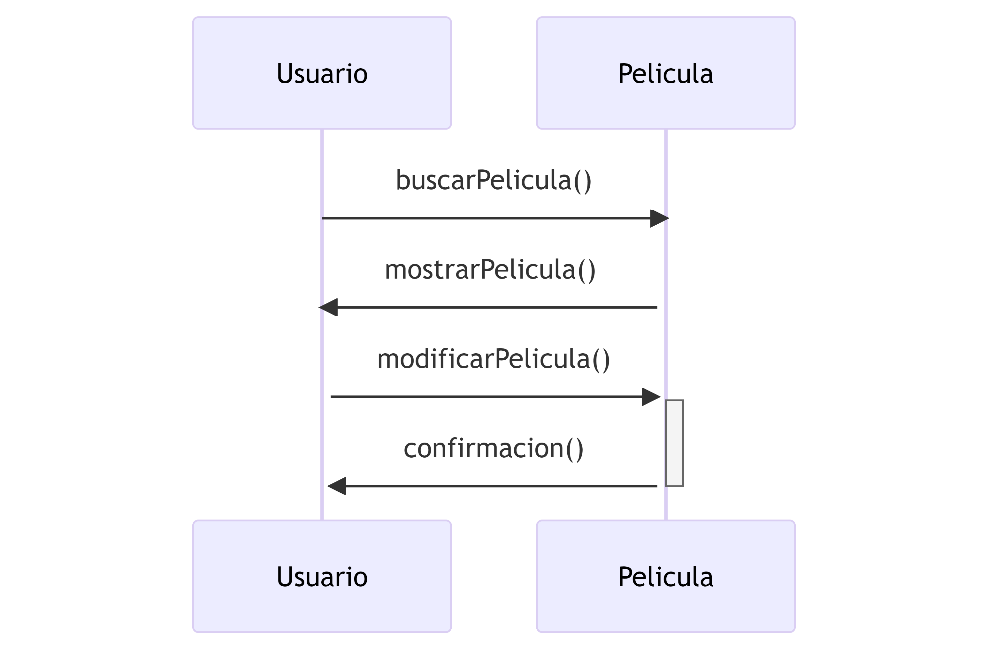 Usuario
Pelicula
buscarPelicula()
mostrarPelicula()
modificarPelicula()
confirmacion()
Usuario
Pelicula